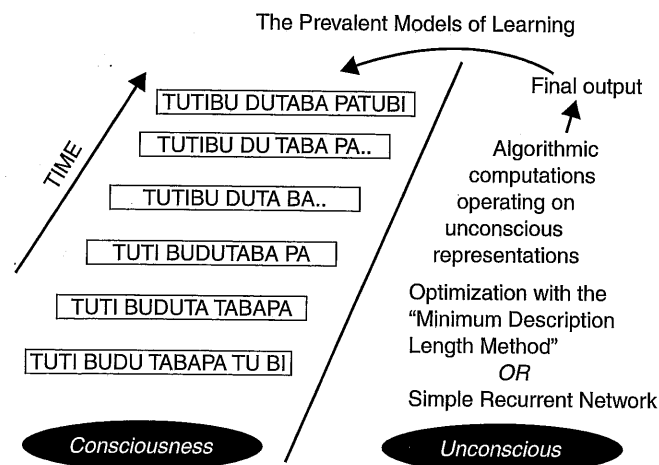 The Prevalent Models of Learning
Final output
TUTIBU DUTABA PATUBI
TUTIBU DU TABA PA..
TUTIBU DUTA BA..
TUTI BUDUTABA PA
TUTI BUDUTA TABAPA
TUTI BUDU TABAPA TU BI
TIME
Algorithmic
computations
operating on
unconscious
representations
Optimization with the
“Minimum Description
Length Method”
OR
Simple Recurrent Network
Consciousness
Unconscious